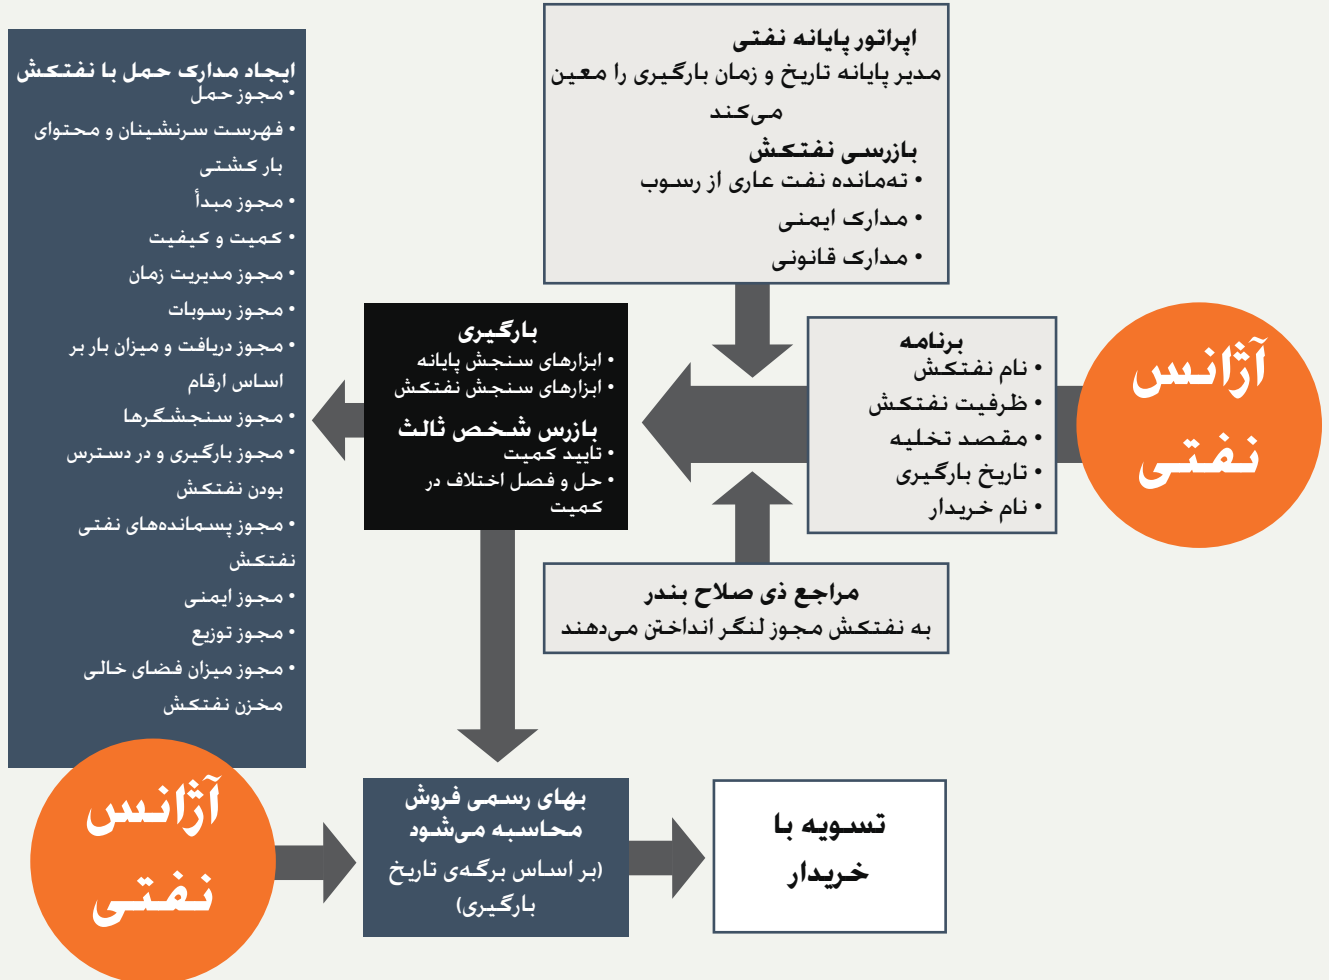 اپراتور پایانه نفتی
مدیر پایانه تاریخ و زمان بارگیری را معین
می‌کند
بازرسی نفتکش
• ته‌مانده نفت عاری از رسوب
• مدارک ایمنی
• مدارک قانونی
آژانس
نفتی
برنامه
• نام نفتکش
• ظرفیت نفتکش
• مقصد تخلیه
• تاریخ بارگیری
• نام خریدار
مراجع ذی صلاح بندر
به نفتکش مجوز لنگر انداختن می‌دهند
بارگیری
• ابزارهای سنجش پایانه
• ابزارهای سنجش نفتکش
بازرس شخص ثالث
• تایید کمیت
• حل و فصل اختلاف در
کمیت
ایجاد مدارک حمل با نفتکش
• مجوز حمل
• فهرست سرنشینان و محتوای
بار کشتی
• مجوز مبدأ
• کمیت و کیفیت
• مجوز مدیریت زمان
• مجوز رسوبات
• مجوز دریافت و میزان بار بر
اساس ارقام
• مجوز سنجشگرها
• مجوز بارگیری و در دسترس
بودن نفتکش
• مجوز پسمانده‌های نفتی
نفتکش
• مجوز ایمنی
• مجوز توزیع
• مجوز میزان فضای خالی
مخزن نفتکش
آژانس
نفتی
بهای رسمی فروش
محاسبه می‌شود
(بر اساس برگه‌ی تاریخ
بارگیری)
تسویه با
خریدار